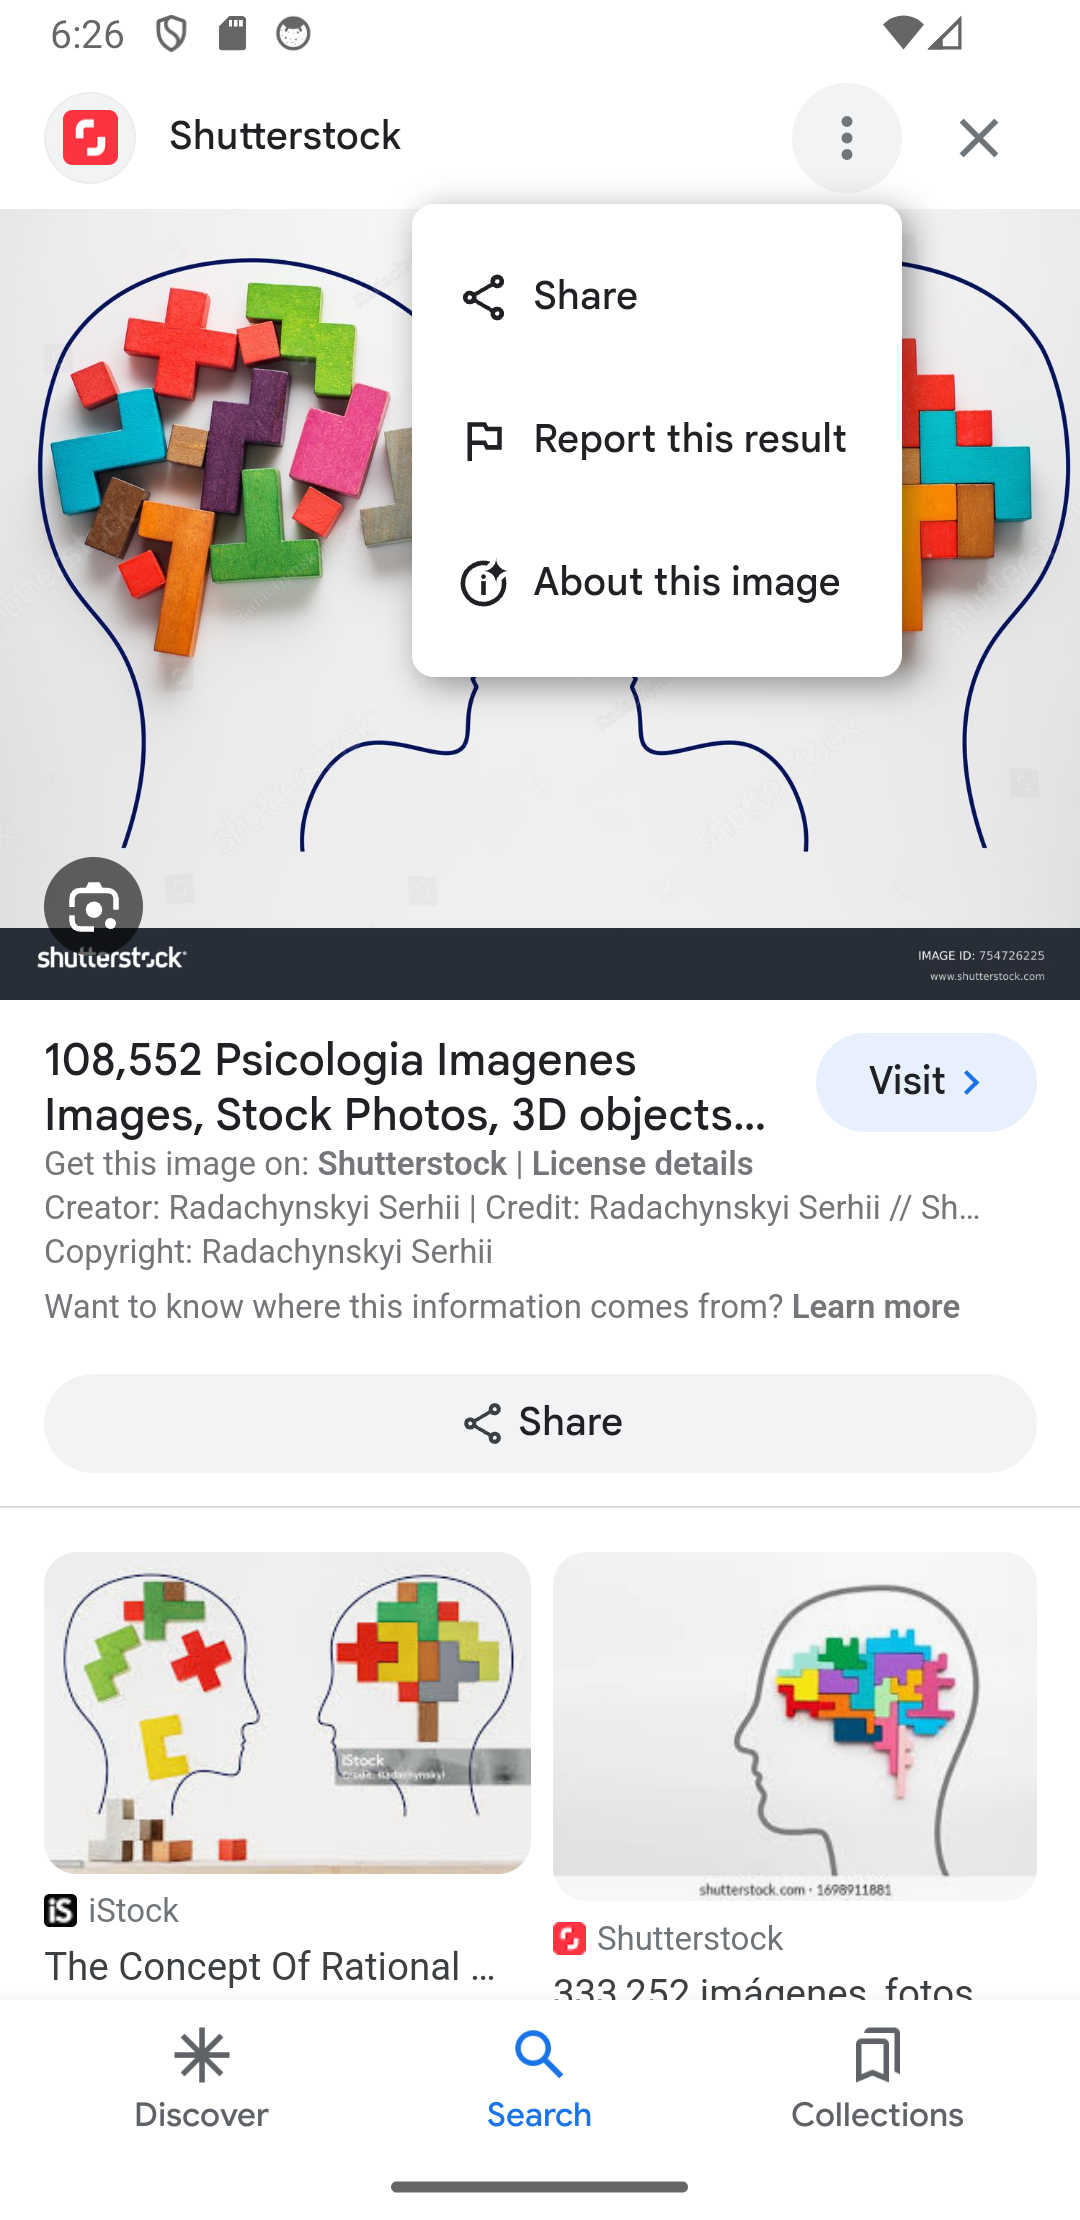 6:26
Shutterstock
Share
Report this result
About this image
shutterstock
IMAGE ID: 754726225
www.shutterstock.com
108,552 Psicologia Imagenes
Images, Stock Photos, 3D objects...
Visit
Get this image on: Shutterstock | License details
Creator: Radachynskyi Serhii | Credit: Radachynskyi Serhii // Sh...
Copyright: Radachynskyi Serhii
Want to know where this information comes from? Learn more
Share
iStock
Credit: Radachynskyi
shutterstock.com · 1698911881
iS iStock
The Concept Of Rational ...
Shutterstock
333,252 imágenes, fotos
Discover
Search
Collections